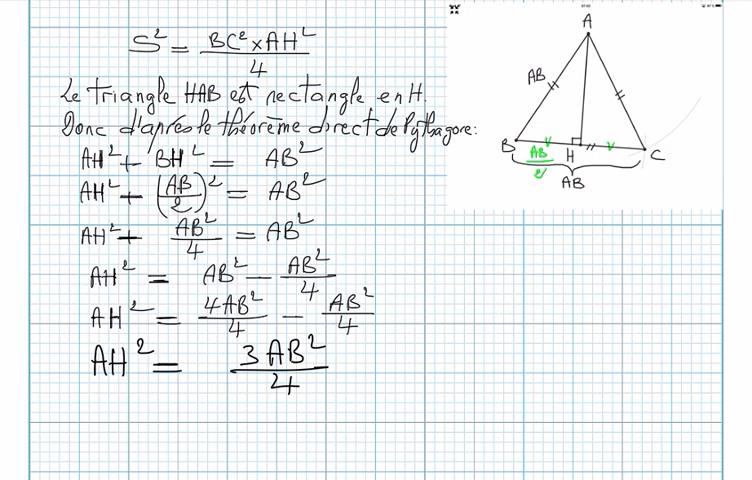 S² = BC² × AH² / 4
Le triangle HAB est rectangle en H.
Donc d'après le théorème direct de Pythagore:
AH² + BH² = AB²
AH² + (AB/2)² = AB²
AH² + AB²/4 = AB²
AH² = AB² - AB²/4
AH² = 4AB²/4 - AB²/4
AH² = 3AB²/4
A
AB
B
H
C
AB/2
AB